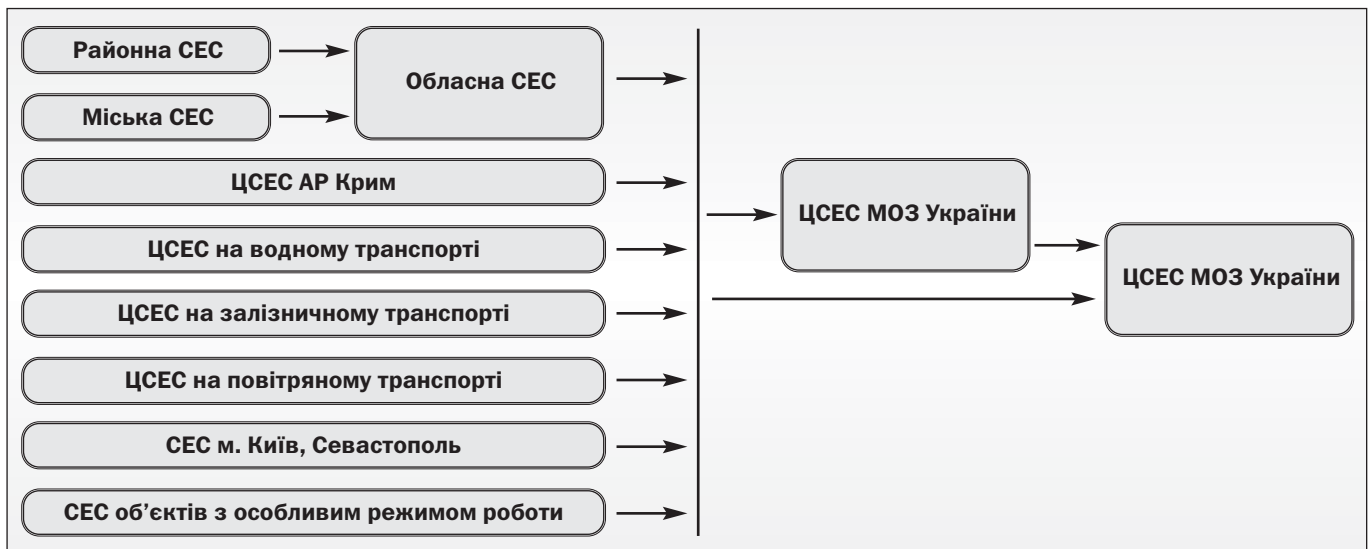 Районна СЕС
Міська СЕС
Обласна СЕС
ЦСЕС АР Крим
ЦСЕС на водному транспорті
ЦСЕС на залізничному транспорті
ЦСЕС на повітряному транспорті
СЕС м. Київ, Севастополь
СЕС об’єктів з особливим режимом роботи
ЦСЕС МОЗ України
ЦСЕС МОЗ України